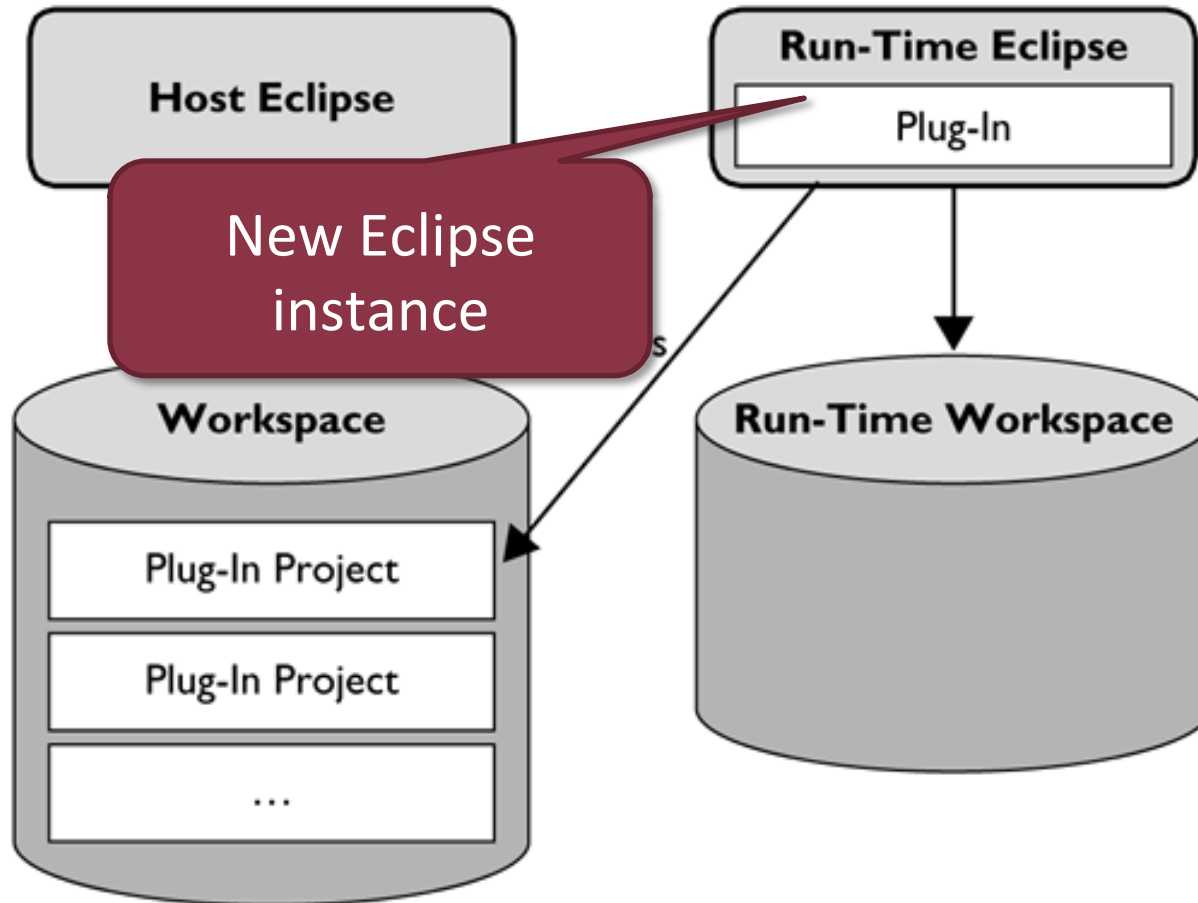 Host Eclipse
Run-Time Eclipse
Plug-In
New Eclipse
instance
s
Workspace
Run-Time Workspace
Plug-In Project
Plug-In Project
...